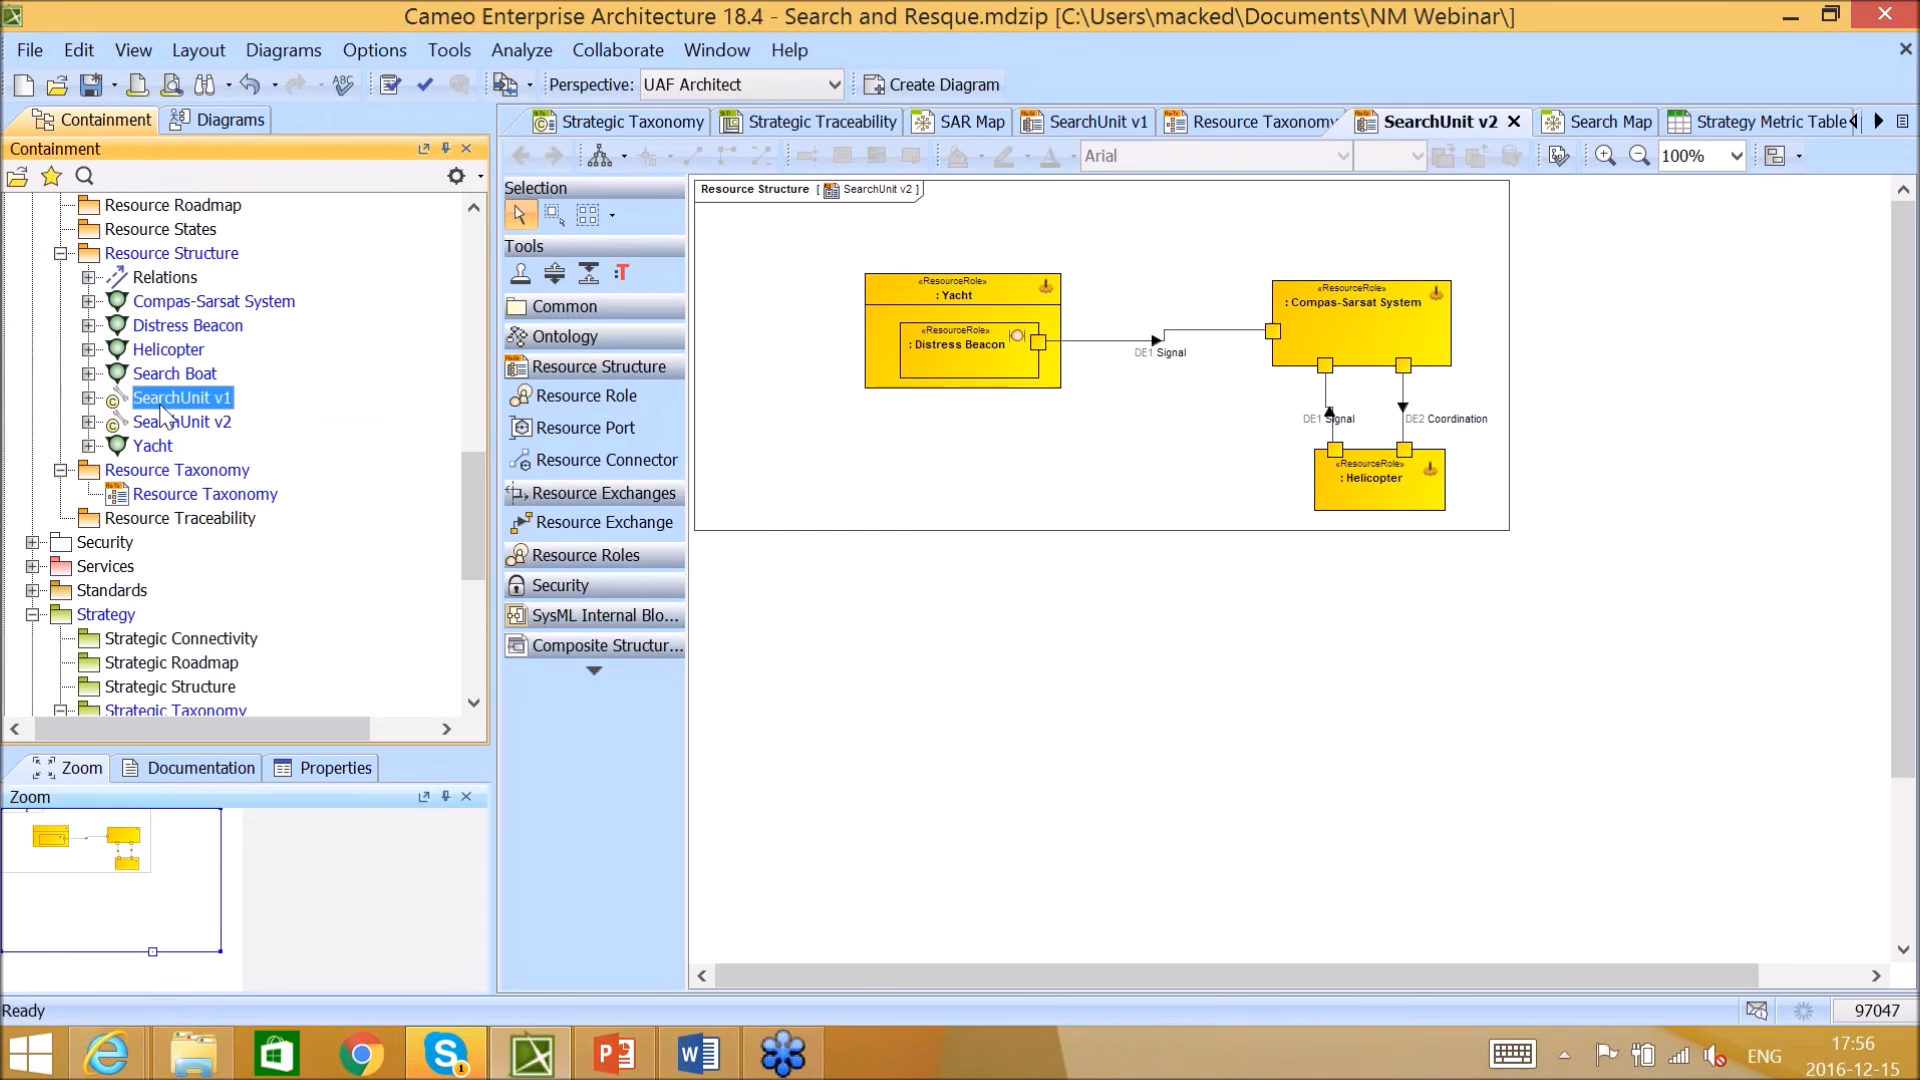 Cameo Enterprise Architecture 18.4 - Search and Resque.mdzip [C:\Users\macked\Documents\NM Webinar\]
File Edit View Layout Diagrams Options Tools Analyze Collaborate Window Help
Perspective: UAF Architect Create Diagram
Containment Diagrams
Strategic Taxonomy Strategic Traceability SAR Map SearchUnit v1 Resource Taxonomy SearchUnit v2 Search Map Strategy Metric Table
Containment
Arial 100%
Resource Roadmap
Resource States
Resource Structure
Relations
Compas-Sarsat System
Distress Beacon
Helicopter
Search Boat
SearchUnit v1
SearchUnit v2
Yacht
Resource Taxonomy
Resource Taxonomy
Resource Traceability
Security
Services
Standards
Strategy
Strategic Connectivity
Strategic Roadmap
Strategic Structure
Strategic Taxonomy
Zoom Documentation Properties
Zoom
Selection
Tools
Common
Ontology
Resource Structure
Resource Role
Resource Port
Resource Connector
Resource Exchanges
Resource Exchange
Resource Roles
Security
SysML Internal Blo...
Composite Structur...
Resource Structure [ SearchUnit v2 ]
«ResourceRole»
: Yacht
«ResourceRole»
: Distress Beacon
DE1 Signal
«ResourceRole»
: Compas-Sarsat System
DE1 Signal
DE2 Coordination
«ResourceRole»
: Helicopter
Ready
97047
1
ENG
17:56
2016-12-15